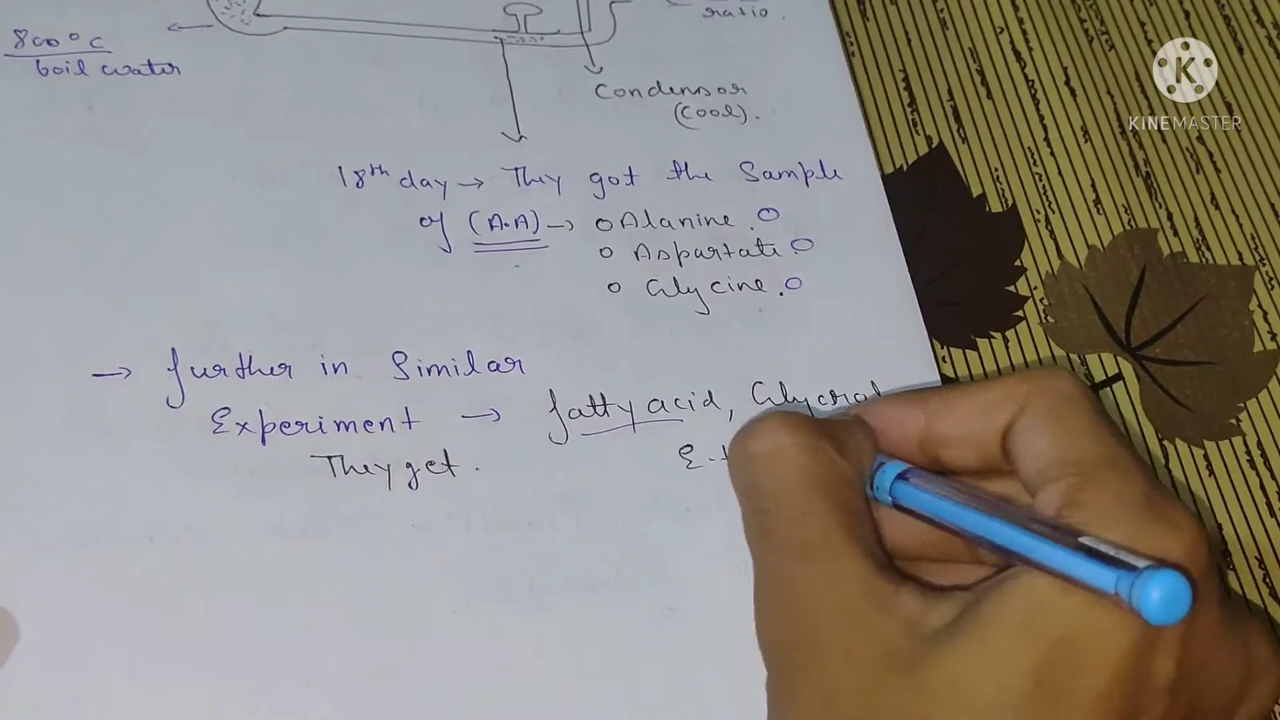 ratio.
800°C
boil water
Condensor
(Cool).
18th day → They got the Sample
of (A.A) → o Alanine.
o Aspartate.
o Glycine.
→ further in Similar
Experiment → fatty acid, Glycrol
They get.
K
KINEMASTER